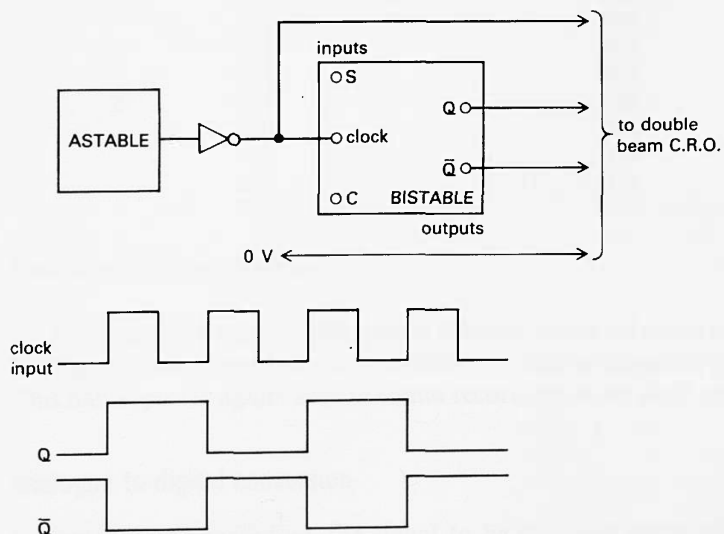 inputs
S
ASTABLE
clock
Q
Q̄
C
BISTABLE
outputs
to double
beam C.R.O.
0 V
clock
input
Q
Q̄